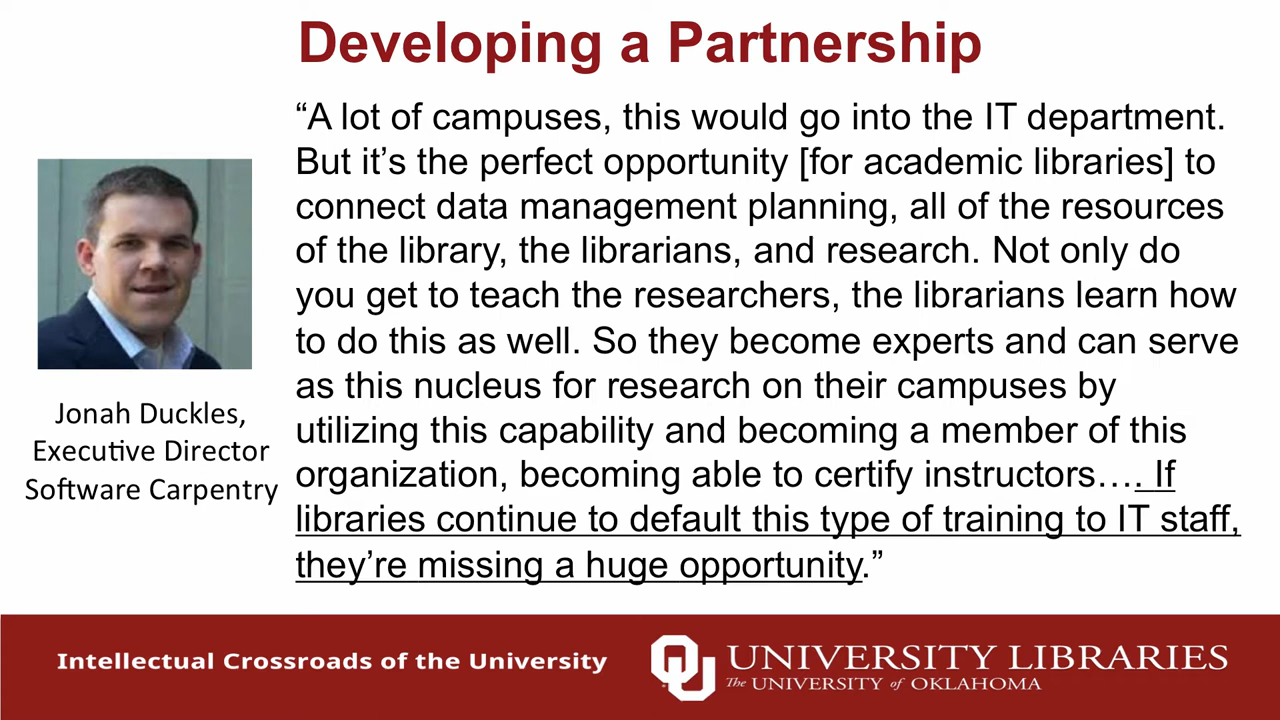 Developing a Partnership
“A lot of campuses, this would go into the IT department.
But it’s the perfect opportunity [for academic libraries] to
connect data management planning, all of the resources
of the library, the librarians, and research. Not only do
you get to teach the researchers, the librarians learn how
to do this as well. So they become experts and can serve
as this nucleus for research on their campuses by
utilizing this capability and becoming a member of this
organization, becoming able to certify instructors…. If
libraries continue to default this type of training to IT staff,
they’re missing a huge opportunity.”
Jonah Duckles,
Executive Director
Software Carpentry
Intellectual Crossroads of the University
OU
UNIVERSITY LIBRARIES
The UNIVERSITY of OKLAHOMA